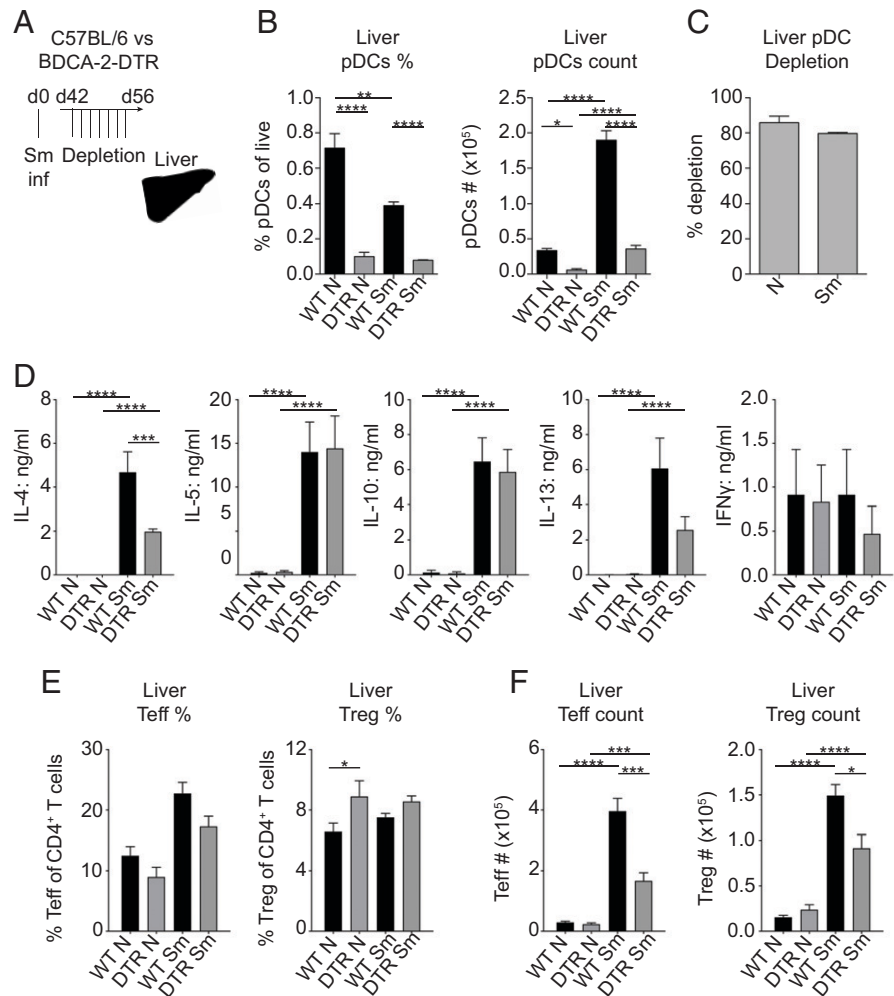 A
C57BL/6 vs
BDCA-2-DTR
d0 d42 d56
Sm Depletion
inf
Liver
B
Liver
pDCs %
% pDCs of live
1.0
0.8
0.6
0.4
0.2
0.0
**
****
****
WT N
DTR N
WT Sm
DTR Sm
Liver
pDCs count
pDCs # (x10⁵)
2.5
2.0
1.5
1.0
0.5
0.0
****
****
* ****
WT N
DTR N
WT Sm
DTR Sm
C
Liver pDC
Depletion
% depletion
100
80
60
40
20
0
N
Sm
D
IL-4: ng/ml
8
6
4
2
0
****
****
***
WT N
DTR N
WT Sm
DTR Sm
IL-5: ng/ml
20
15
10
5
0
****
****
WT N
DTR N
WT Sm
DTR Sm
IL-10: ng/ml
10
8
6
4
2
0
****
****
WT N
DTR N
WT Sm
DTR Sm
IL-13: ng/ml
10
8
6
4
2
0
****
****
WT N
DTR N
WT Sm
DTR Sm
IFNγ: ng/ml
2.0
1.5
1.0
0.5
0.0
WT N
DTR N
WT Sm
DTR Sm
E
Liver
Teff %
% Teff of CD4⁺ T cells
30
20
10
0
WT N
DTR N
WT Sm
DTR Sm
Liver
Treg %
% Treg of CD4⁺ T cells
12
8
4
0
*
WT N
DTR N
WT Sm
DTR Sm
F
Liver
Teff count
Teff # (x10⁵)
6
4
2
0
***
****
***
WT N
DTR N
WT Sm
DTR Sm
Liver
Treg count
Treg # (x10⁵)
2.0
1.5
1.0
0.5
0.0
****
****
*
WT N
DTR N
WT Sm
DTR Sm